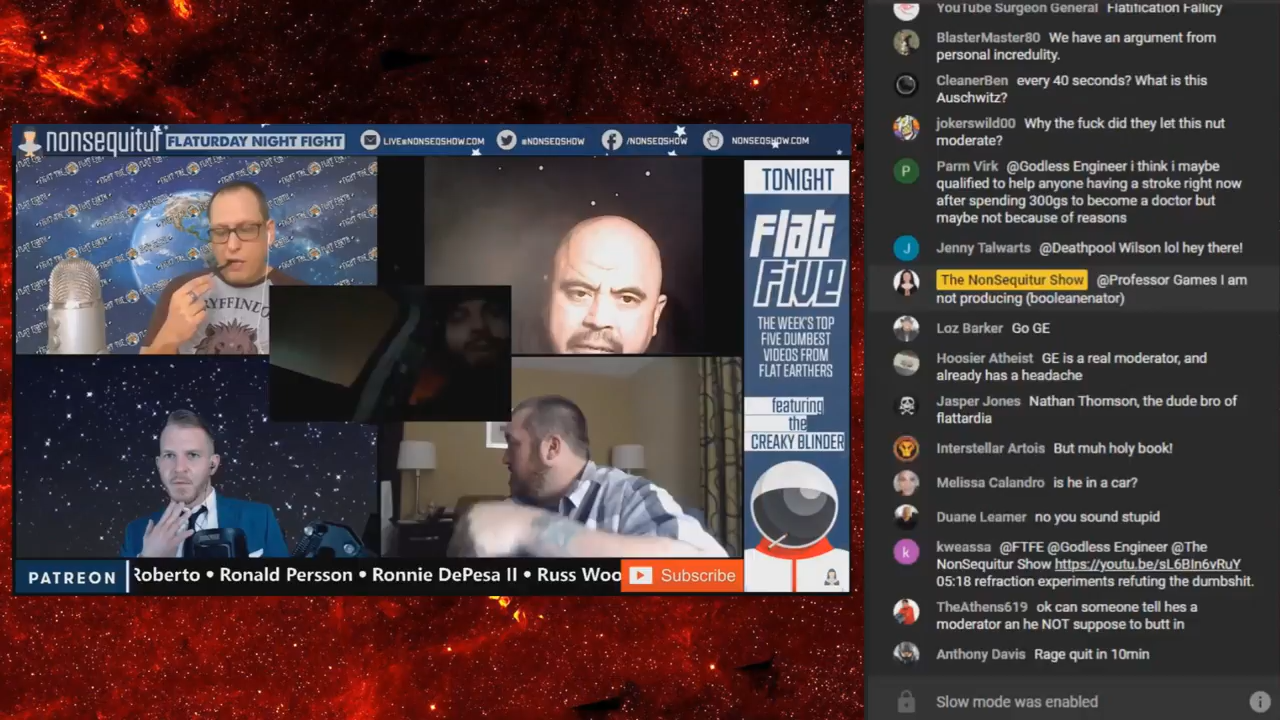 nonsequitur FLATURDAY NIGHT FIGHT LIVE@NONSEQSHOW.COM @NONSEQSHOW /NONSEQSHOW NONSEQSHOW.COM
GRYFFINDO
TONIGHT
Flat
Five
THE WEEK'S TOP
FIVE DUMBEST
VIDEOS FROM
FLAT EARTHERS
featuring
the
CREAKY BLINDER
PATREON Roberto • Ronald Persson • Ronnie DePesa II • Russ Woo Subscribe
YouTube Surgeon General Flatification Fallicy
BlasterMaster80 We have an argument from
personal incredulity.
CleanerBen every 40 seconds? What is this
Auschwitz?
jokerswild00 Why the fuck did they let this nut
moderate?
P Parm Virk @Godless Engineer i think i maybe
qualified to help anyone having a stroke right now
after spending 300gs to become a doctor but
maybe not because of reasons
J Jenny Talwarts @Deathpool Wilson lol hey there!
The NonSequitur Show @Professor Games I am
not producing (booleanenator)
Loz Barker Go GE
Hoosier Atheist GE is a real moderator, and
already has a headache
Jasper Jones Nathan Thomson, the dude bro of
flattardia
Interstellar Artois But muh holy book!
Melissa Calandro is he in a car?
Duane Leamer no you sound stupid
k kweassa @FTFE @Godless Engineer @The
NonSequitur Show https://youtu.be/sL6BIn6vRuY
05:18 refraction experiments refuting the dumbshit.
TheAthens619 ok can someone tell hes a
moderator an he NOT suppose to butt in
Anthony Davis Rage quit in 10min
Slow mode was enabled